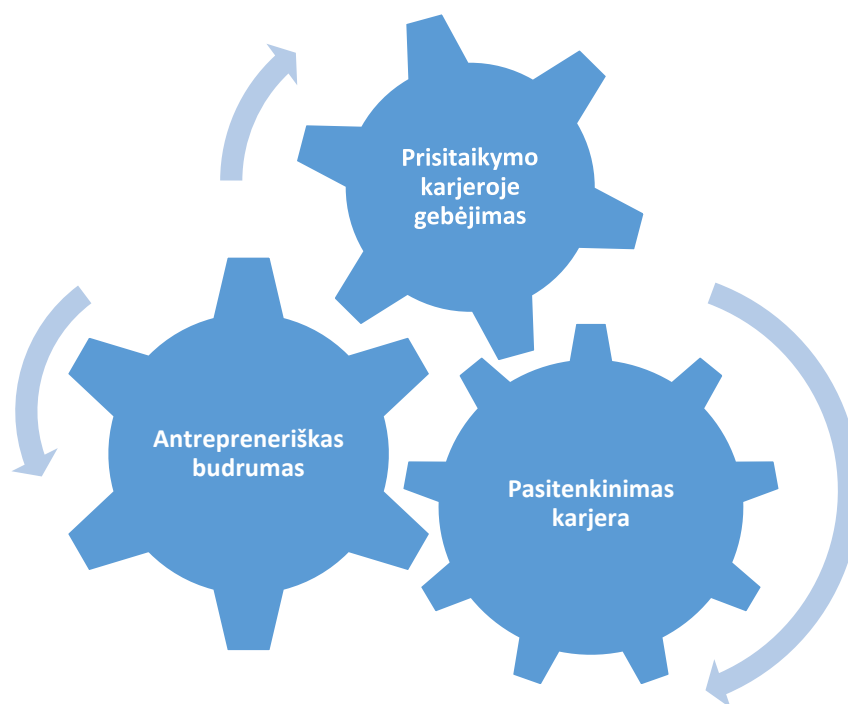 Prisitaikymo
karjeroje
gebėjimas
Antrepreneriškas
budrumas
Pasitenkinimas
karjera